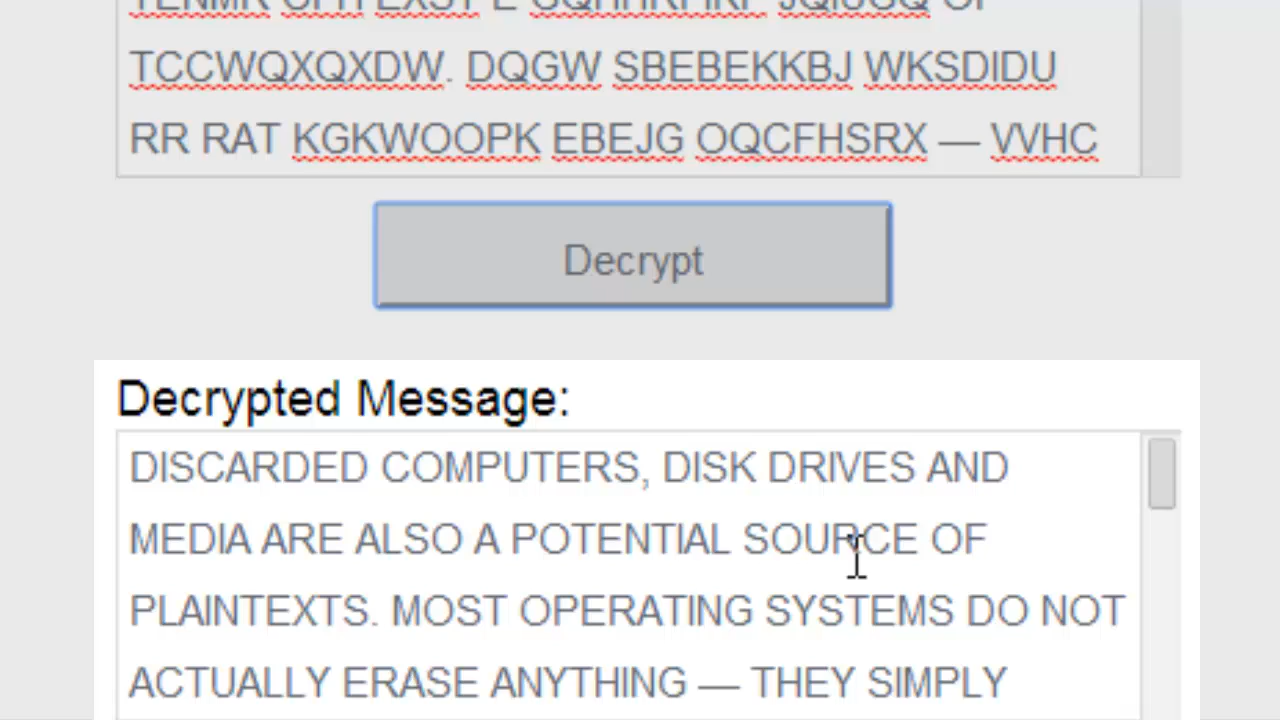 TCCWQXQXDW. DQGW SBEBEKKBJ WKSDIDU
RR RAT KGKWOOPK EBEJG OQCFHSRX — VVHC
Decrypt
Decrypted Message:
DISCARDED COMPUTERS, DISK DRIVES AND
MEDIA ARE ALSO A POTENTIAL SOURCE OF
PLAINTEXTS. MOST OPERATING SYSTEMS DO NOT
ACTUALLY ERASE ANYTHING — THEY SIMPLY